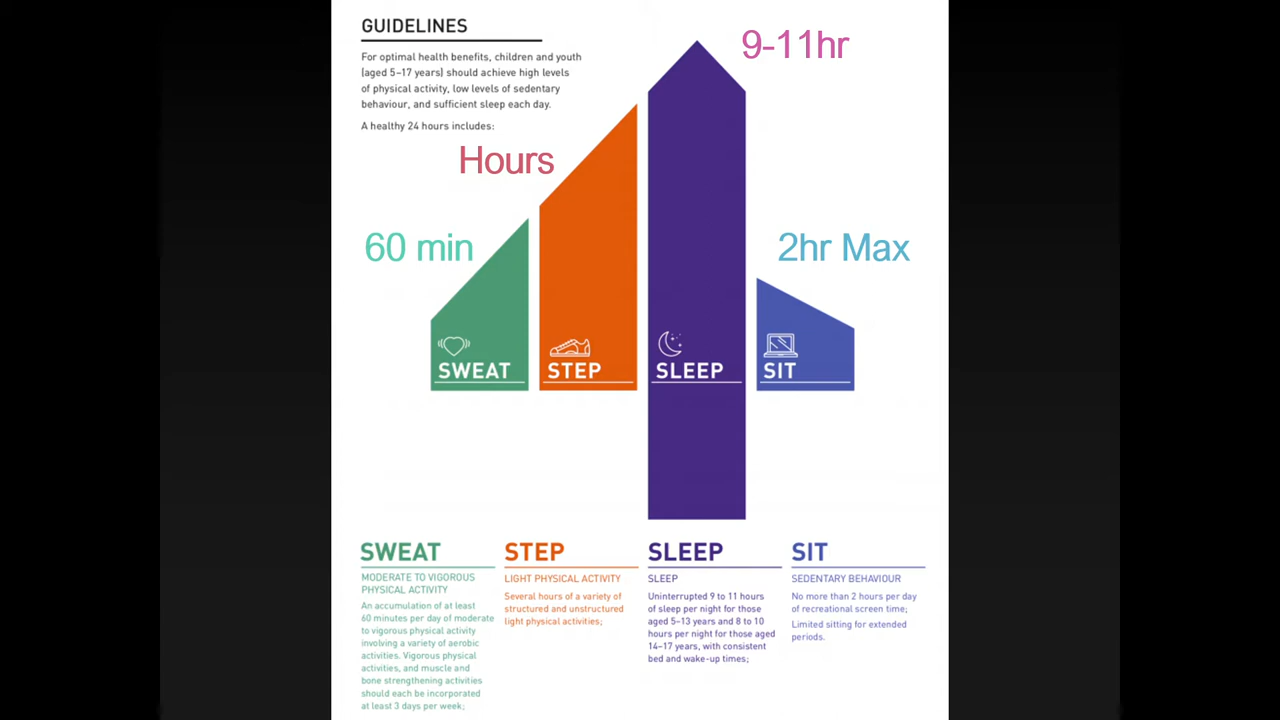 GUIDELINES
For optimal health benefits, children and youth
(aged 5–17 years) should achieve high levels
of physical activity, low levels of sedentary
behaviour, and sufficient sleep each day.
A healthy 24 hours includes:
9-11hr
Hours
60 min
2hr Max
SWEAT
STEP
SLEEP
SIT
SWEAT
MODERATE TO VIGOROUS
PHYSICAL ACTIVITY
An accumulation of at least
60 minutes per day of moderate
to vigorous physical activity
involving a variety of aerobic
activities. Vigorous physical
activities, and muscle and
bone strengthening activities
should each be incorporated
at least 3 days per week;
STEP
LIGHT PHYSICAL ACTIVITY
Several hours of a variety of
structured and unstructured
light physical activities;
SLEEP
SLEEP
Uninterrupted 9 to 11 hours
of sleep per night for those
aged 5–13 years and 8 to 10
hours per night for those aged
14–17 years, with consistent
bed and wake-up times;
SIT
SEDENTARY BEHAVIOUR
No more than 2 hours per day
of recreational screen time;
Limited sitting for extended
periods.